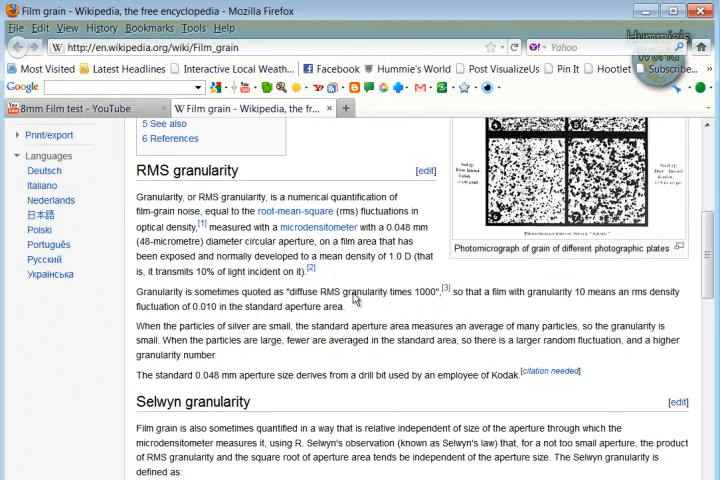 Film grain - Wikipedia, the free encyclopedia - Mozilla Firefox
File Edit View History Bookmarks Tools Help
http://en.wikipedia.org/wiki/Film_grain
Yahoo
Hummie's World
Most Visited Latest Headlines Interactive Local Weath... Facebook Hummie's World Post VisualizeUs Pin It Hootlet Subscribe...
Google
8mm Film test - YouTube
Film grain - Wikipedia, the fr...
Print/export
Languages
Deutsch
Italiano
Nederlands
日本語
Polski
Português
Русский
Українська
5 See also
6 References
RMS granularity [edit]
Granularity, or RMS granularity, is a numerical quantification of
film-grain noise, equal to the root-mean-square (rms) fluctuations in
optical density,[1] measured with a microdensitometer with a 0.048 mm
(48-micrometre) diameter circular aperture, on a film area that has
been exposed and normally developed to a mean density of 1.0 D (that
is, it transmits 10% of light incident on it).[2]
Photomicrograph of grain of different photographic plates
Granularity is sometimes quoted as "diffuse RMS granularity times 1000",[3] so that a film with granularity 10 means an rms density
fluctuation of 0.010 in the standard aperture area.
When the particles of silver are small, the standard aperture area measures an average of many particles, so the granularity is
small. When the particles are large, fewer are averaged in the standard area, so there is a larger random fluctuation, and a higher
granularity number.
The standard 0.048 mm aperture size derives from a drill bit used by an employee of Kodak.[citation needed]
Selwyn granularity [edit]
Film grain is also sometimes quantified in a way that is relative independent of size of the aperture through which the
microdensitometer measures it, using R. Selwyn's observation (known as Selwyn's law) that, for a not too small aperture, the product
of RMS granularity and the square root of aperture area tends be independent of the aperture size. The Selwyn granularity is
defined as: